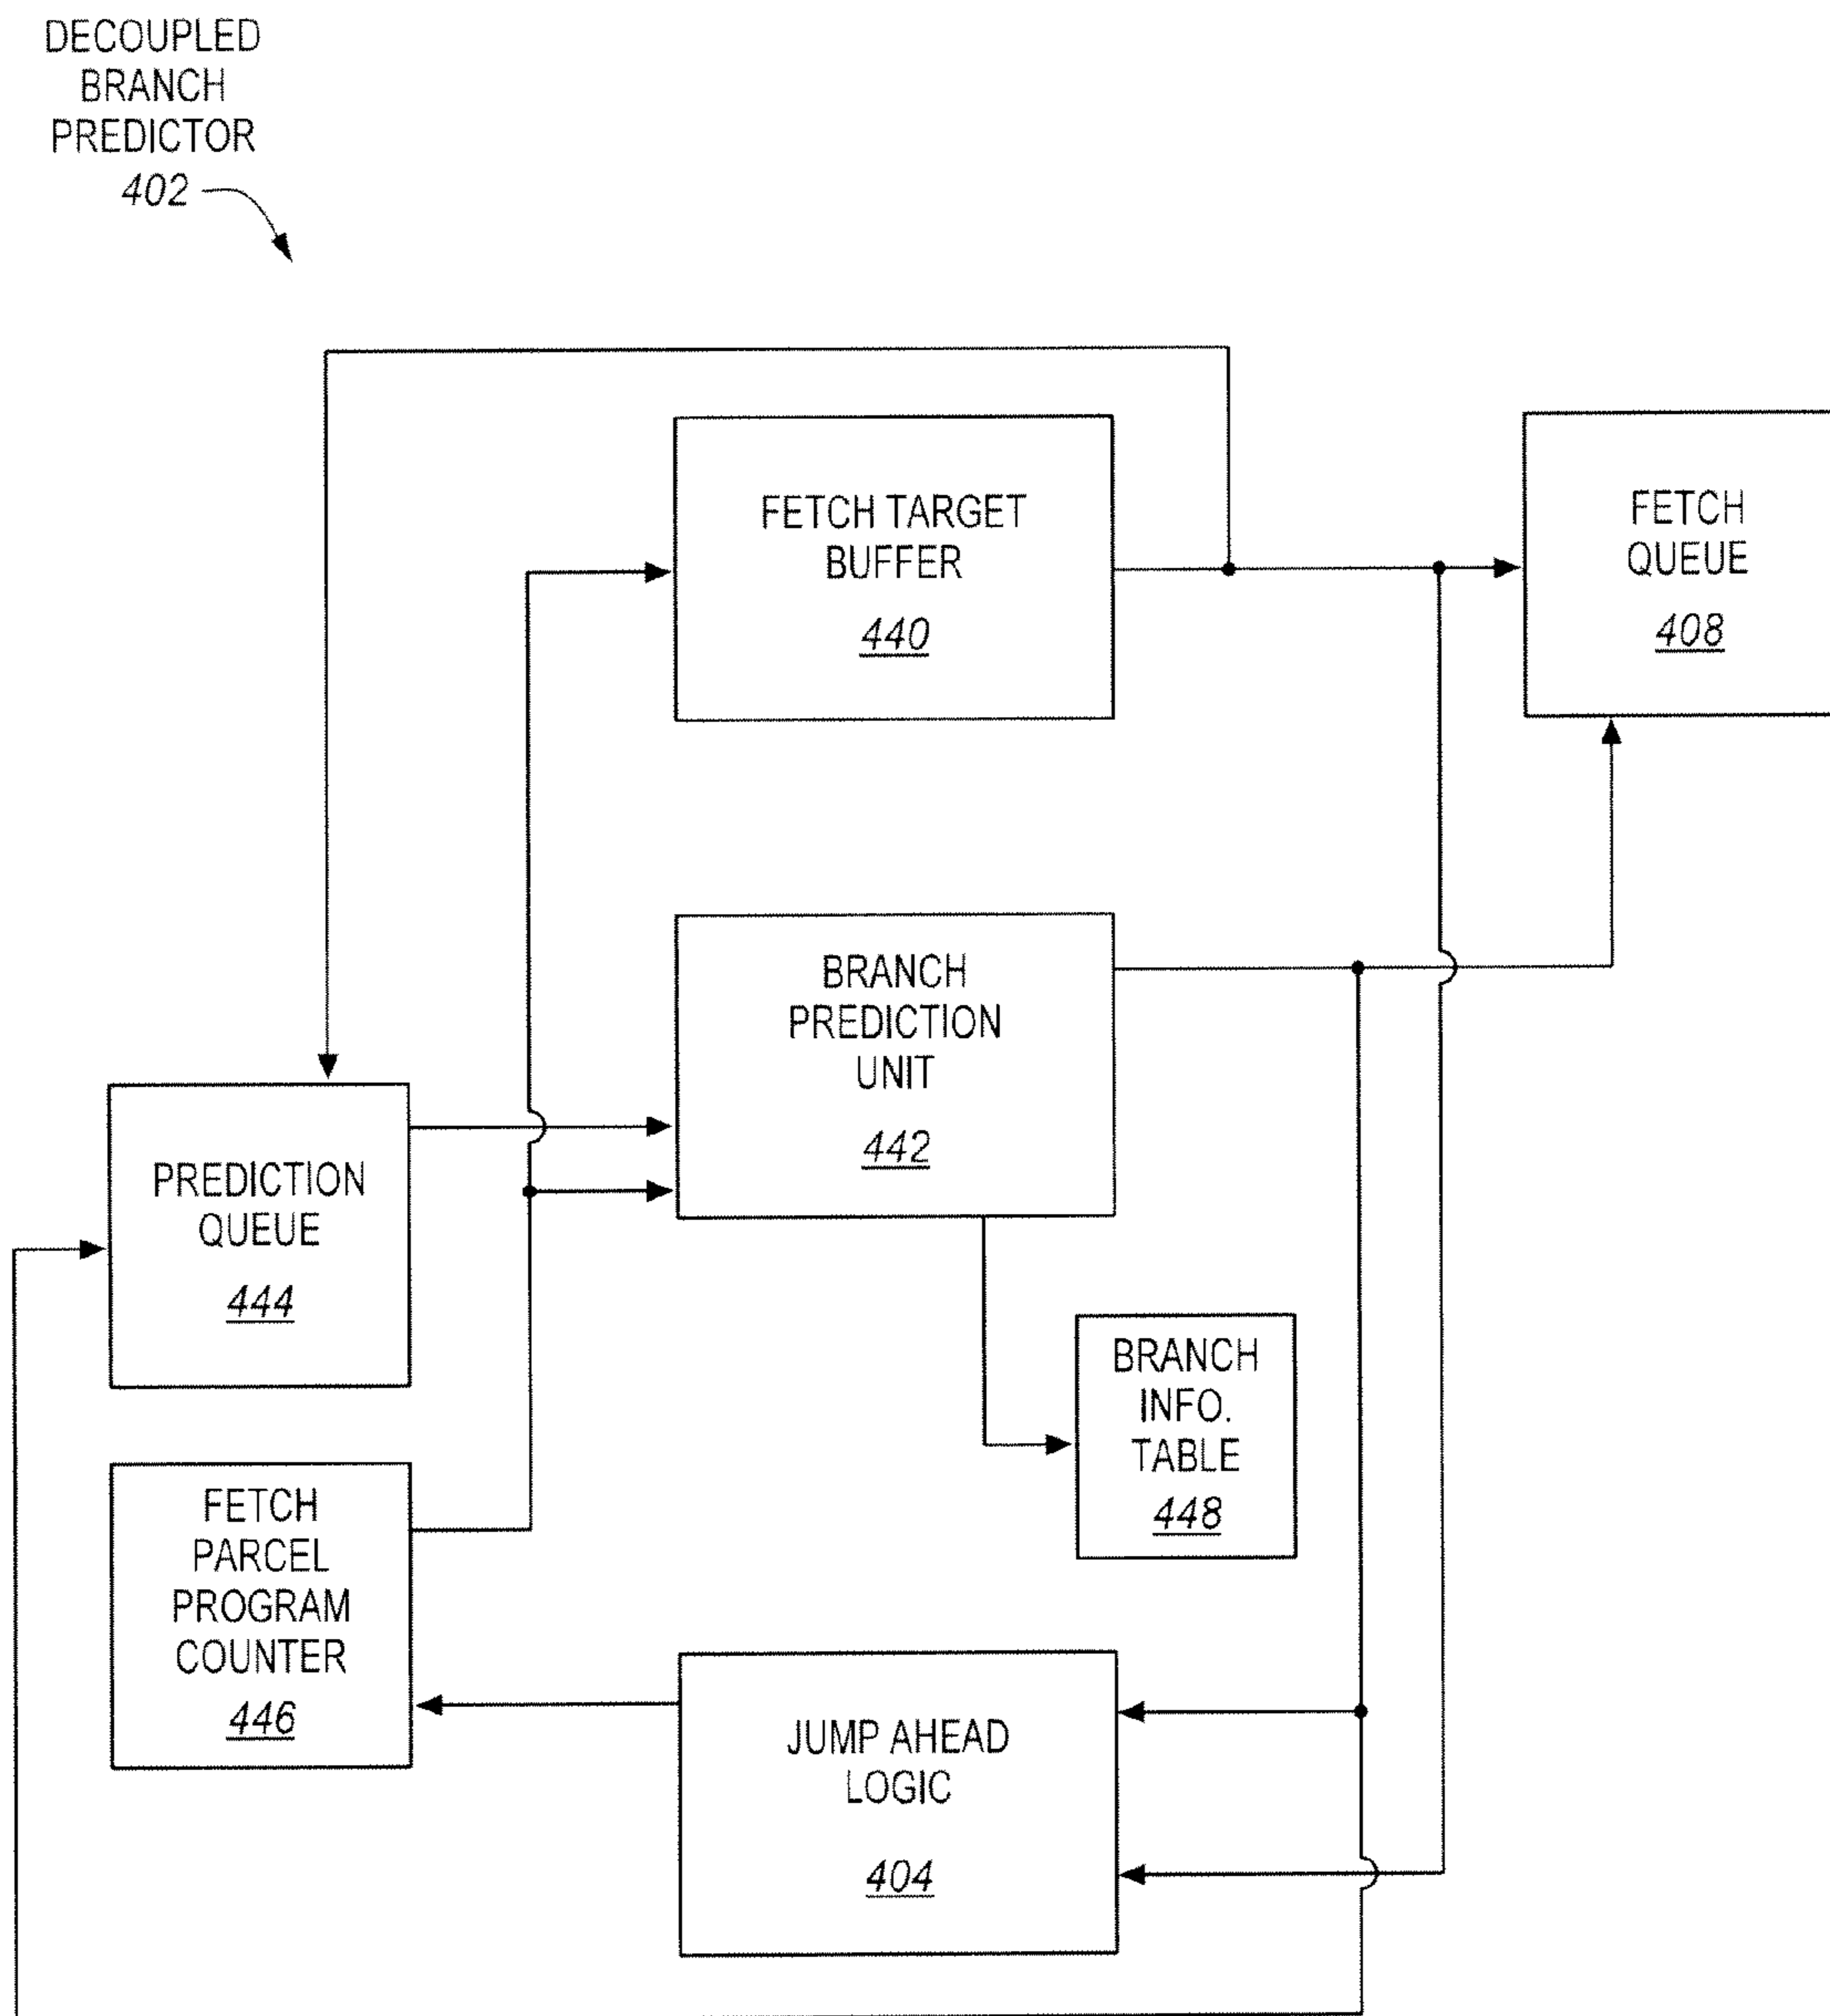 DECOUPLED
BRANCH
PREDICTOR
402
FETCH TARGET
BUFFER
440
FETCH
QUEUE
408
BRANCH
PREDICTION
UNIT
442
PREDICTION
QUEUE
444
BRANCH
INFO.
TABLE
448
FETCH
PARCEL
PROGRAM
COUNTER
446
JUMP AHEAD
LOGIC
404